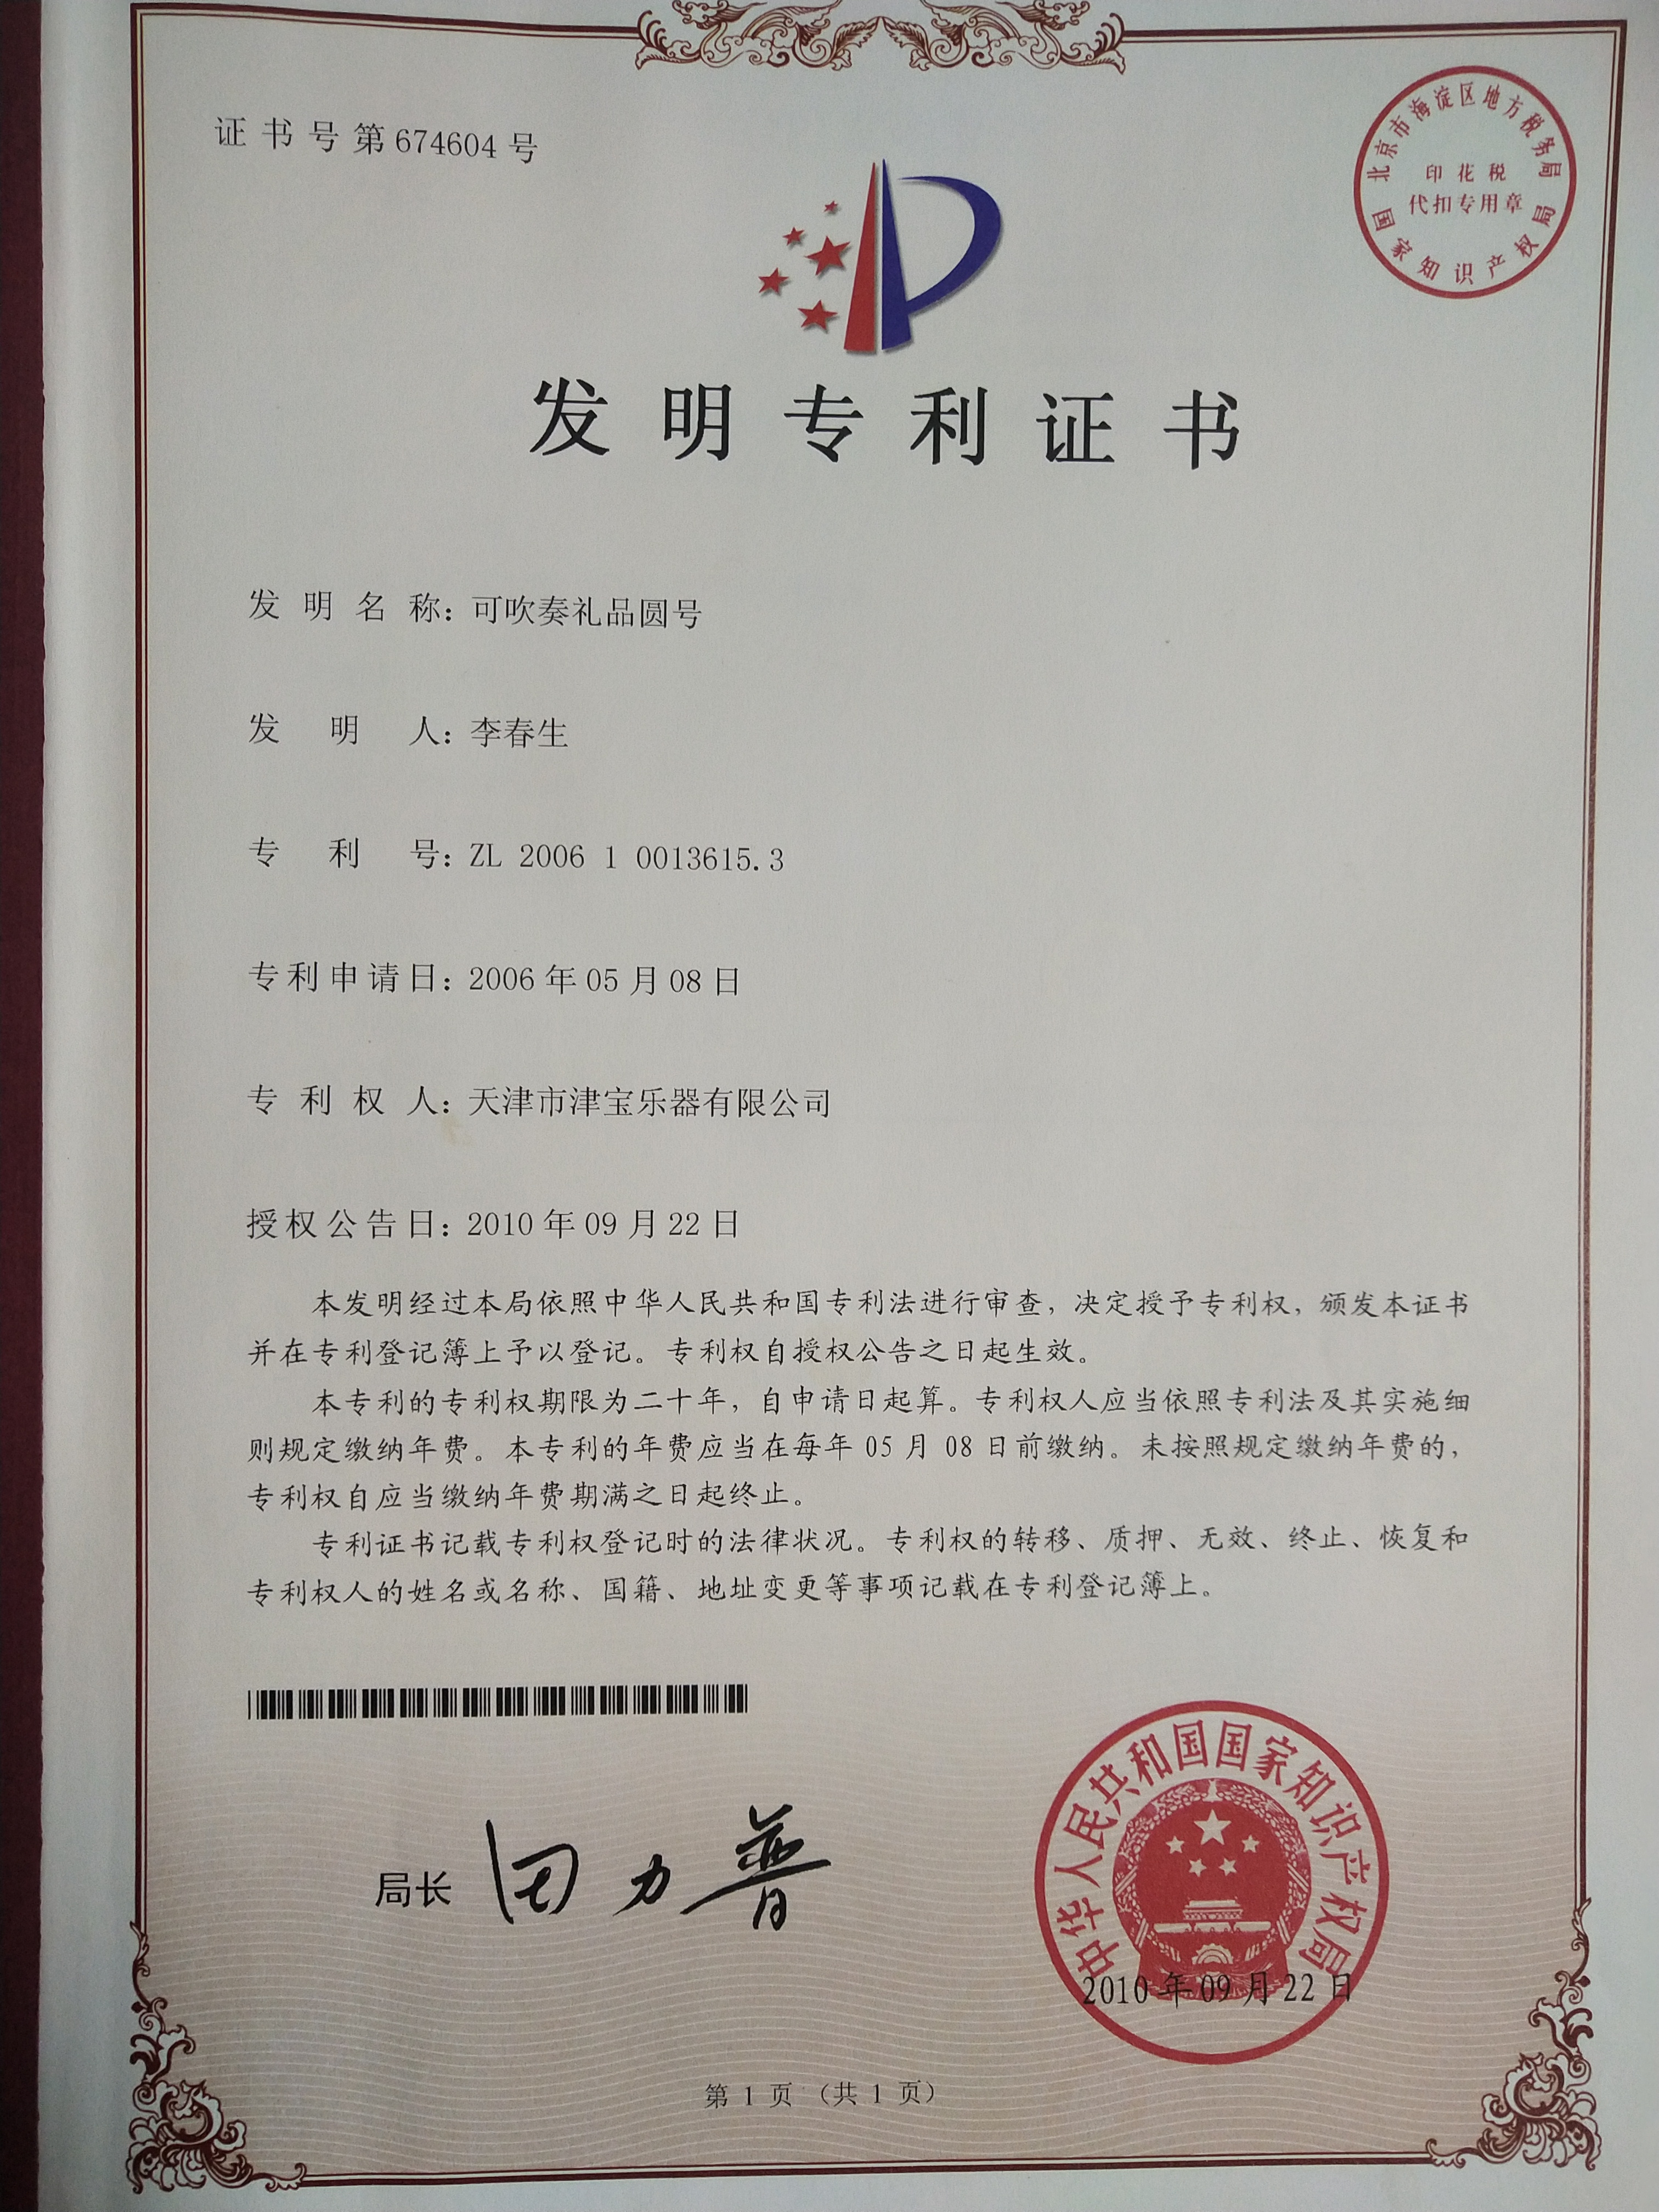 证书号第674604号
北京市海淀区地方税务局
印花税
代扣专用章
国家知识产权局
发明专利证书
发明名称：可吹奏礼品圆号
发明人：李春生
专利号：ZL 2006 1 0013615.3
专利申请日：2006年05月08日
专利权人：天津市津宝乐器有限公司
授权公告日：2010年09月22日
本发明经过本局依照中华人民共和国专利法进行审查，决定授予专利权，颁发本证书
并在专利登记簿上予以登记。专利权自授权公告之日起生效。
本专利的专利权期限为二十年，自申请日起算。专利权人应当依照专利法及其实施细
则规定缴纳年费。本专利的年费应当在每年 05 月 08 日前缴纳。未按照规定缴纳年费的，
专利权自应当缴纳年费期满之日起终止。
专利证书记载专利权登记时的法律状况。专利权的转移、质押、无效、终止、恢复和
专利权人的姓名或名称、国籍、地址变更等事项记载在专利登记簿上。
局长 田力普
中华人民共和国国家知识产权局
2010年09月22日
第 1 页（共 1 页）